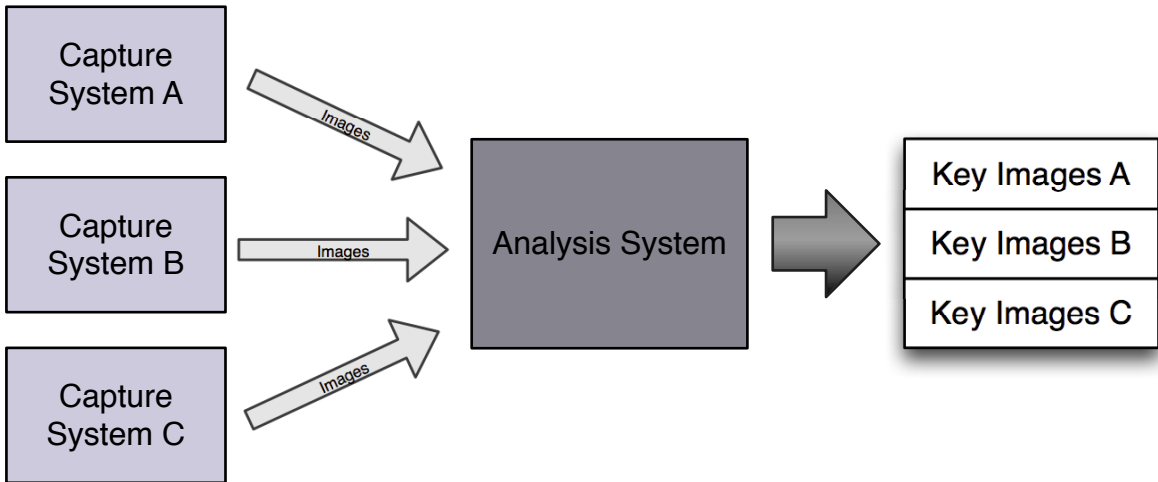 Capture
System A
Images
Capture
System B
Images
Capture
System C
Images
Analysis System
Key Images A
Key Images B
Key Images C